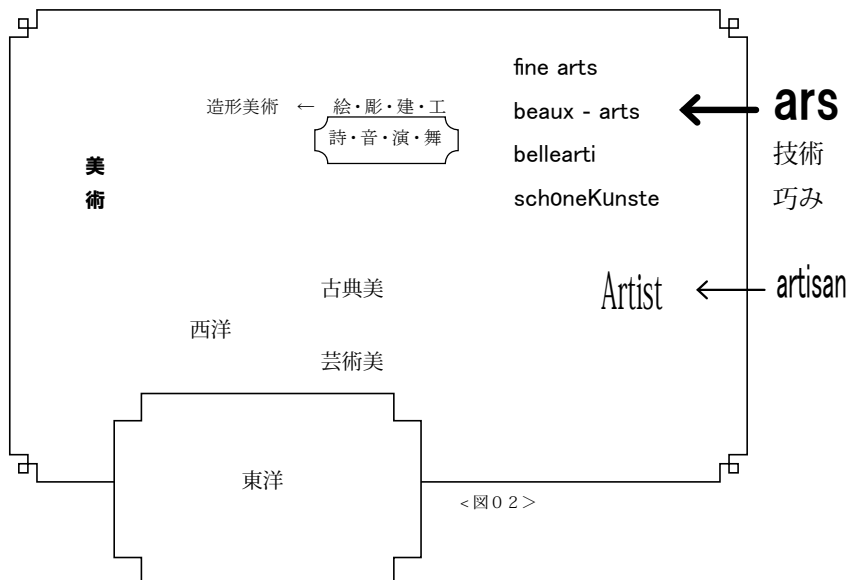 fine arts
造形美術 ← 絵・彫・建・工
beaux - arts
ars
詩・音・演・舞
bellearti
技術
美術
schoneKunste
巧み
古典美
Artist
artisan
西洋
芸術美
東洋
<図02>